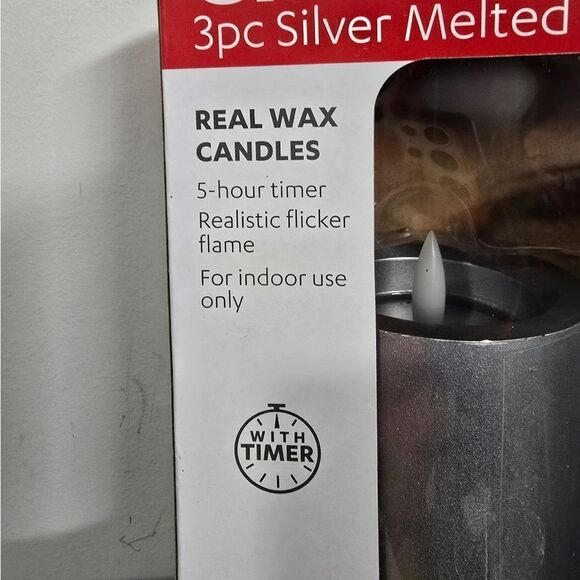 3pc Silver Melted
REAL WAX
CANDLES
5-hour timer
Realistic flicker
flame
For indoor use
only
WITH
TIMER